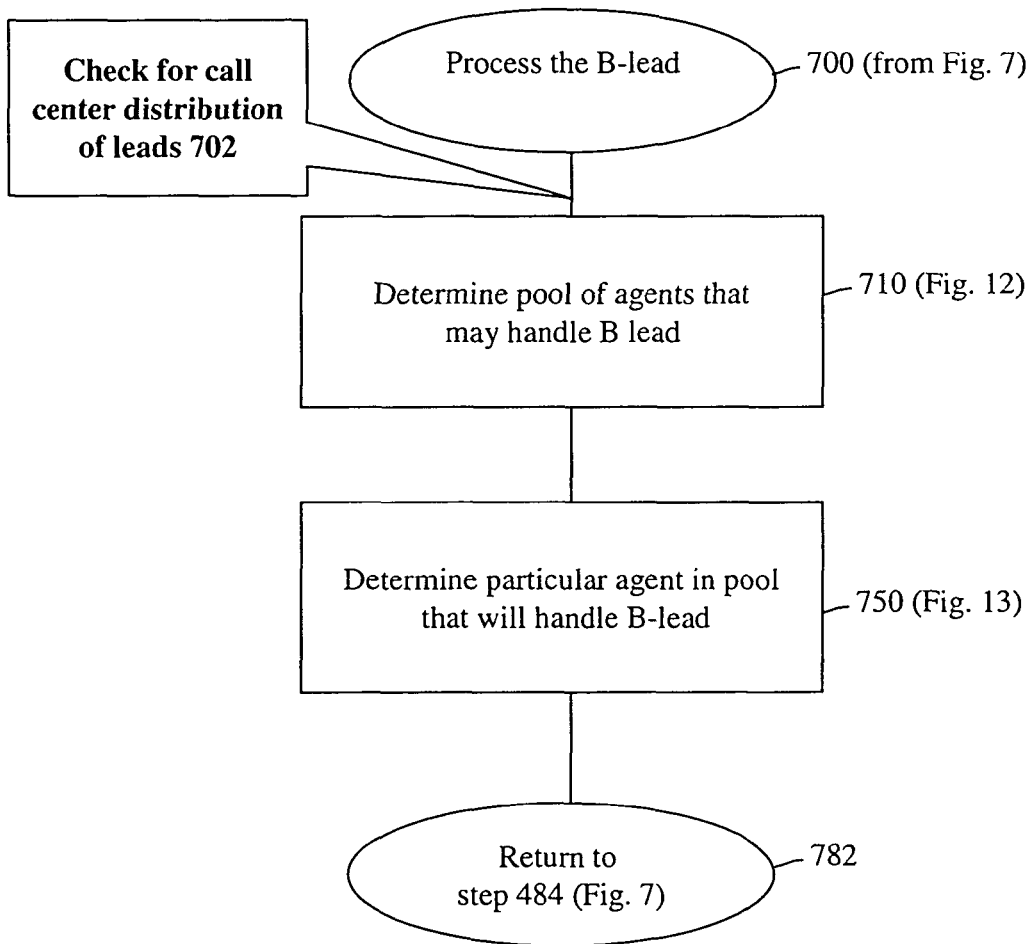 Check for call
center distribution
of leads 702
Process the B-lead
700 (from Fig. 7)
Determine pool of agents that
may handle B lead
710 (Fig. 12)
Determine particular agent in pool
that will handle B-lead
750 (Fig. 13)
Return to
step 484 (Fig. 7)
782